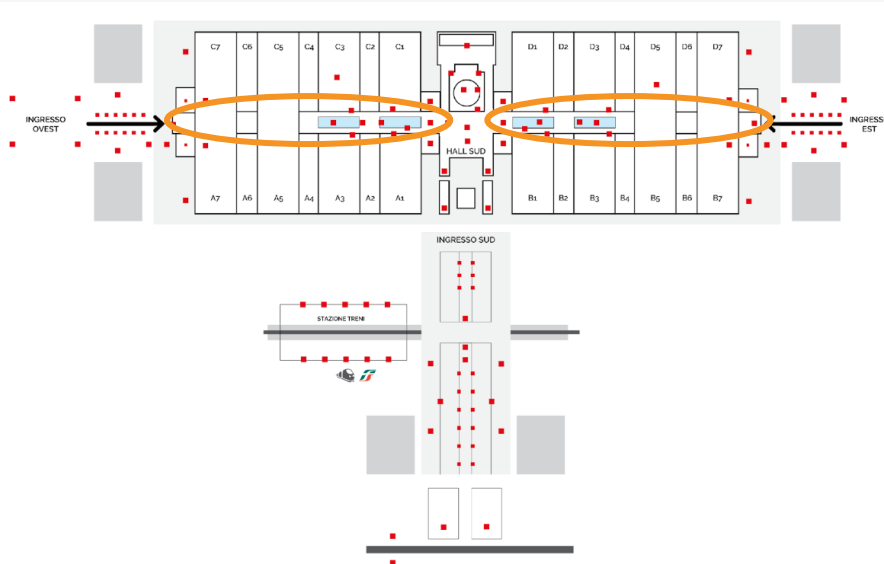 C7 C6 C5 C4 C3 C2 C1 D1 D2 D3 D4 D5 D6 D7
INGRESSO
OVEST
INGRESS
EST
HALL SUD
A7 A6 A5 A4 A3 A2 A1 B1 B2 B3 B4 B5 B6 B7
INGRESSO SUD
STAZIONE TRENI